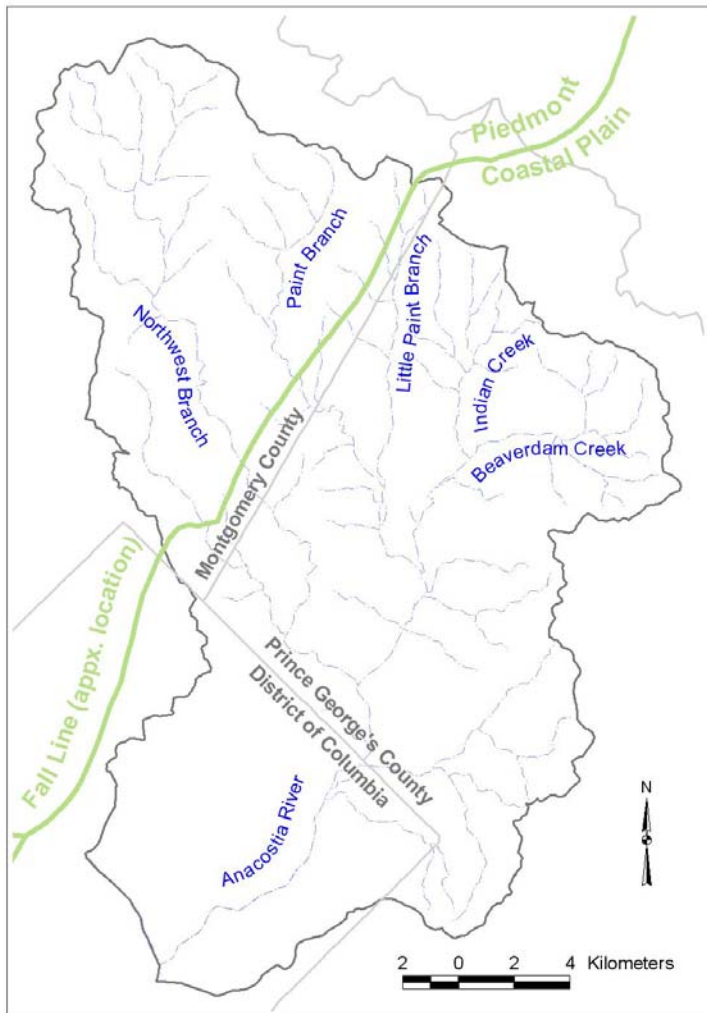 Piedmont
Coastal Plain
Paint Branch
Little Paint Branch
Northwest Branch
Indian Creek
Beaverdam Creek
Montgomery County
Fall Line (appx. location)
Prince George's County
District of Columbia
Anacostia River
N
2 0 2 4 Kilometers